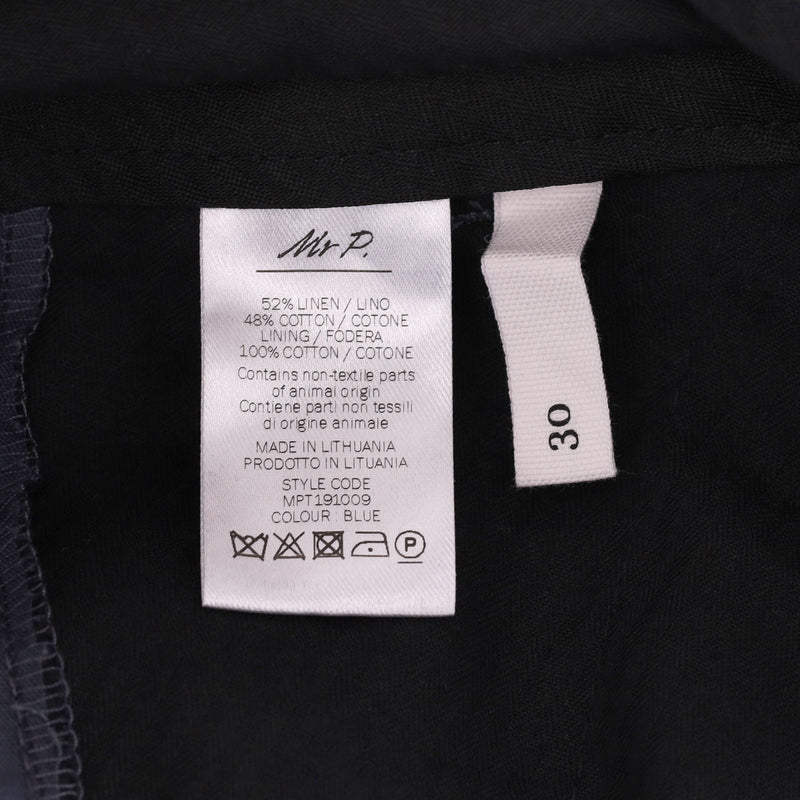 Mr P.
52% LINEN / LINO
48% COTTON / COTONE
LINING / FODERA
100% COTTON / COTONE
Contains non-textile parts
of animal origin
Contiene parti non tessili
di origine animale
MADE IN LITHUANIA
PRODOTTO IN LITUANIA
STYLE CODE
MPT191009
COLOUR : BLUE
P
30